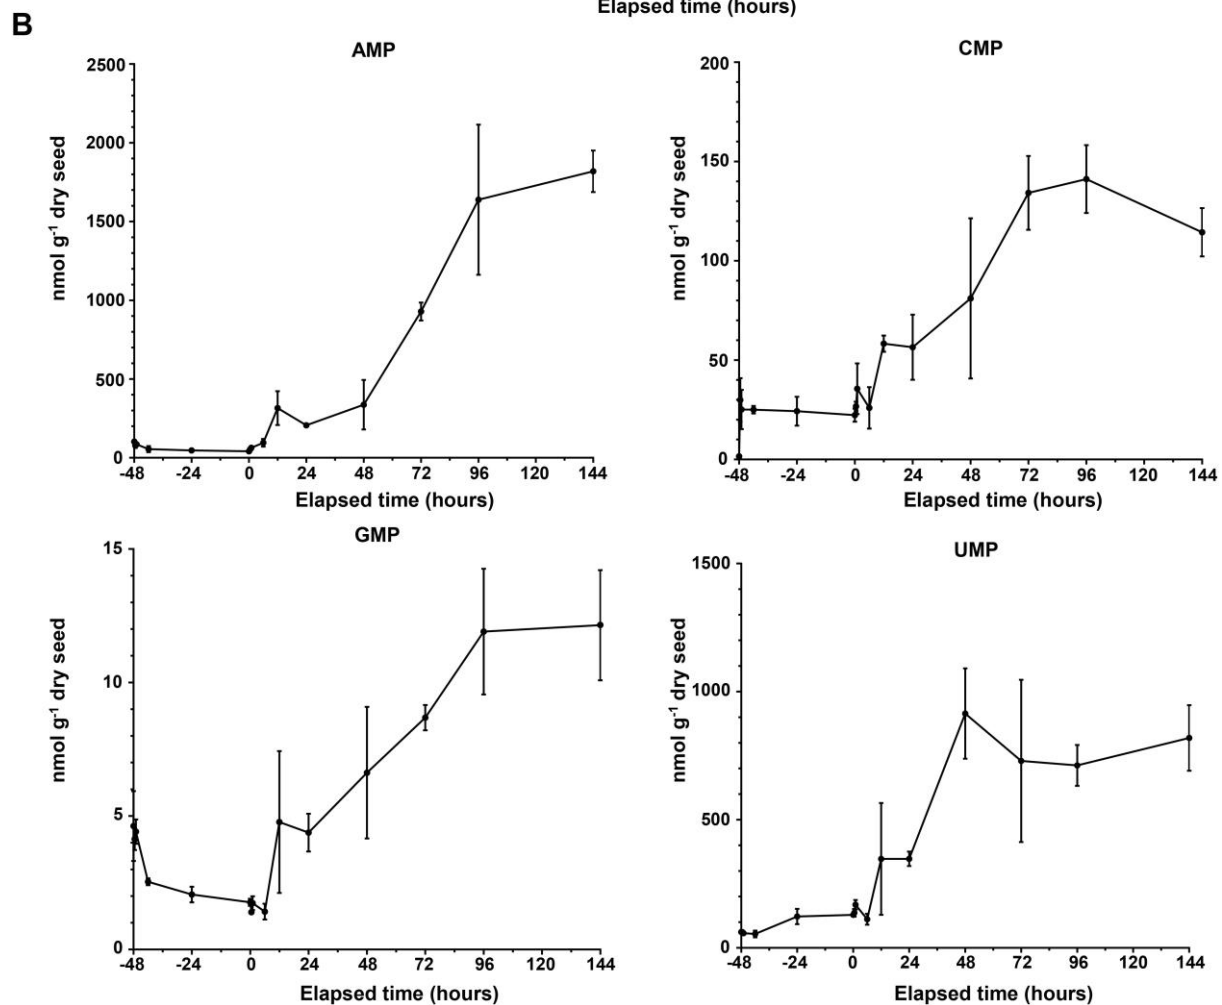 Elapsed time (hours)
B
AMP
2500
2000
1500
1000
500
0
nmol g-1 dry seed
-48 -24 0 24 48 72 96 120 144
Elapsed time (hours)
CMP
200
150
100
50
0
nmol g-1 dry seed
-48 -24 0 24 48 72 96 120 144
Elapsed time (hours)
GMP
15
10
5
0
nmol g-1 dry seed
-48 -24 0 24 48 72 96 120 144
Elapsed time (hours)
UMP
1500
1000
500
0
nmol g-1 dry seed
-48 -24 0 24 48 72 96 120 144
Elapsed time (hours)